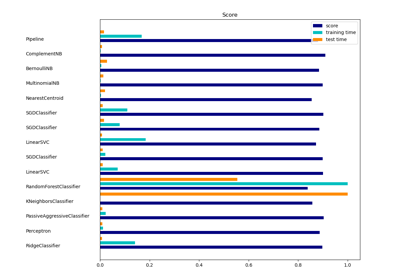 Score
score
training time
test time
Pipeline
ComplementNB
BernoulliNB
MultinomialNB
NearestCentroid
SGDClassifier
SGDClassifier
LinearSVC
SGDClassifier
LinearSVC
RandomForestClassifier
KNeighborsClassifier
PassiveAggressiveClassifier
Perceptron
RidgeClassifier
0.0 0.2 0.4 0.6 0.8 1.0